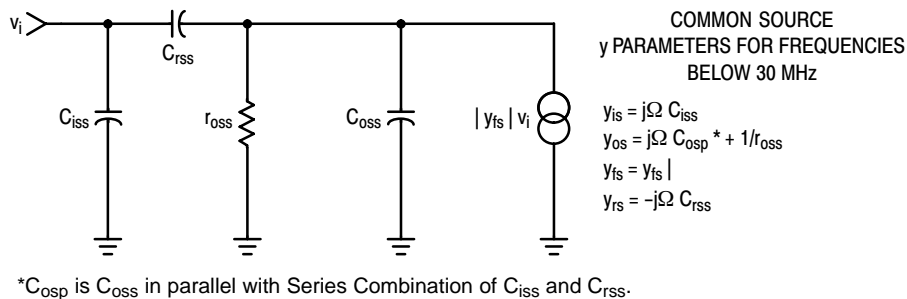 COMMON SOURCE
y PARAMETERS FOR FREQUENCIES
BELOW 30 MHz
vi
Crss
Ciss
ross
Coss
| yfs | vi
yis = jΩ Ciss
yos = jΩ Cosp * + 1/ross
yfs = yfs |
yrs = −jΩ Crss
*Cosp is Coss in parallel with Series Combination of Ciss and Crss.